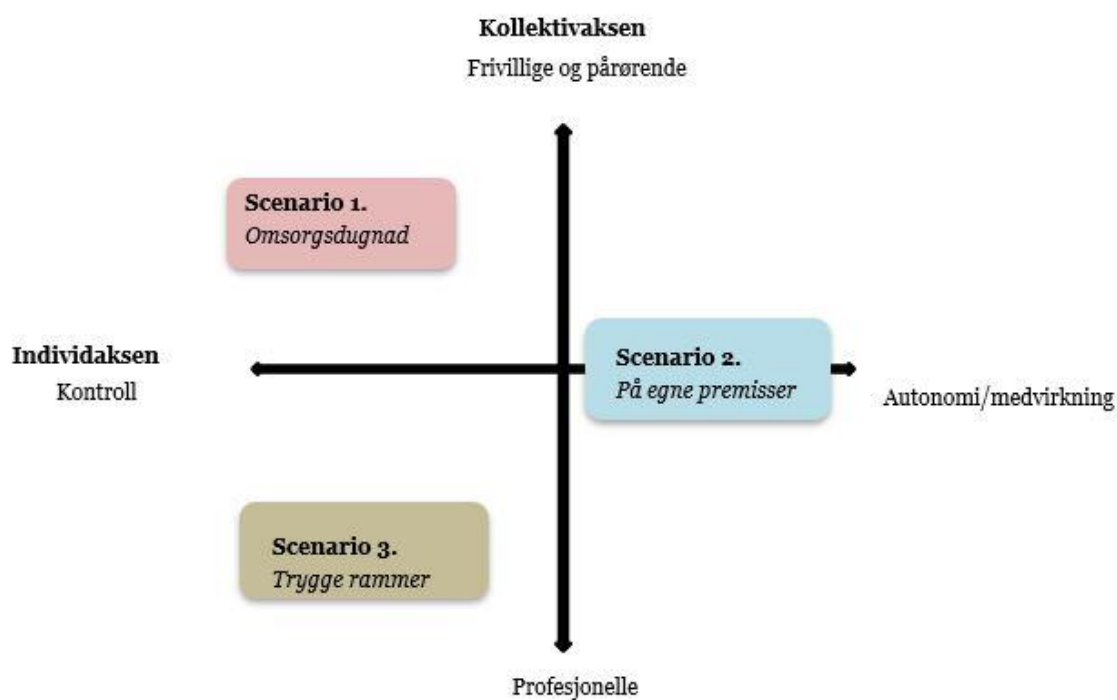 Kollektivaksen
Frivillige og pårørende
Scenario 1.
Omsorgsdugnad
Individaksen
Kontroll
Scenario 2.
På egne premisser
Autonomi/medvirkning
Scenario 3.
Trygge rammer
Profesjonelle